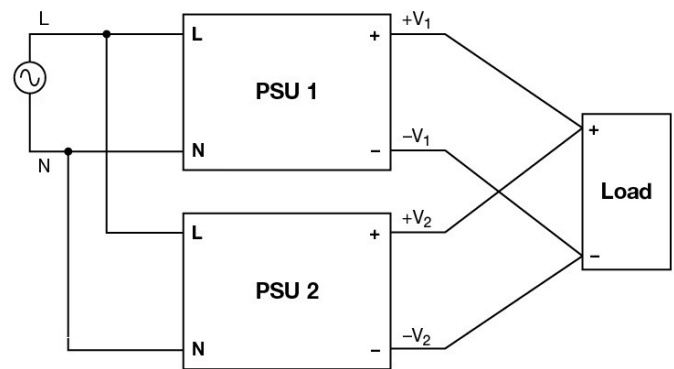 L
L
+
+V₁
PSU 1
N
N
–
–V₁
+
Load
–
L
+
+V₂
PSU 2
N
–
–V₂